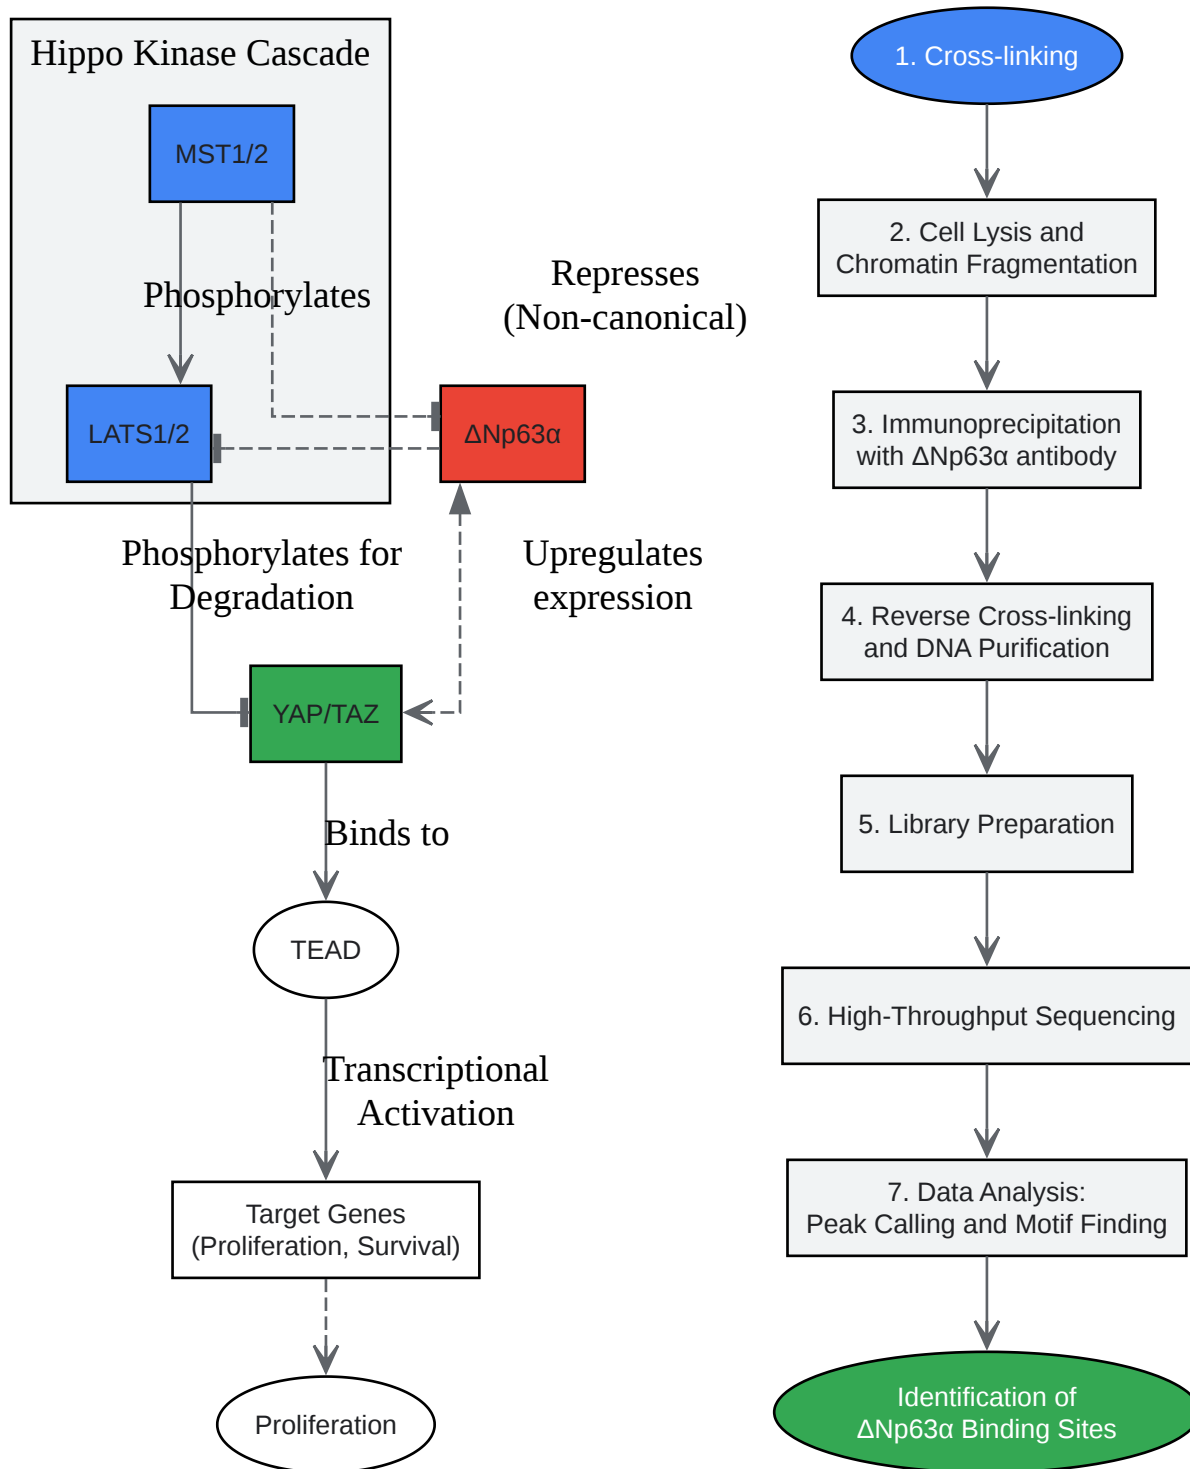 Hippo Kinase Cascade
MST1/2
Phosphorylates
Represses
(Non-canonical)
LATS1/2
ΔNp63α
Phosphorylates for
Degradation
Upregulates
expression
YAP/TAZ
Binds to
TEAD
Transcriptional
Activation
Target Genes
(Proliferation, Survival)
Proliferation
1. Cross-linking
2. Cell Lysis and
Chromatin Fragmentation
3. Immunoprecipitation
with ΔNp63α antibody
4. Reverse Cross-linking
and DNA Purification
5. Library Preparation
6. High-Throughput Sequencing
7. Data Analysis:
Peak Calling and Motif Finding
Identification of
ΔNp63α Binding Sites